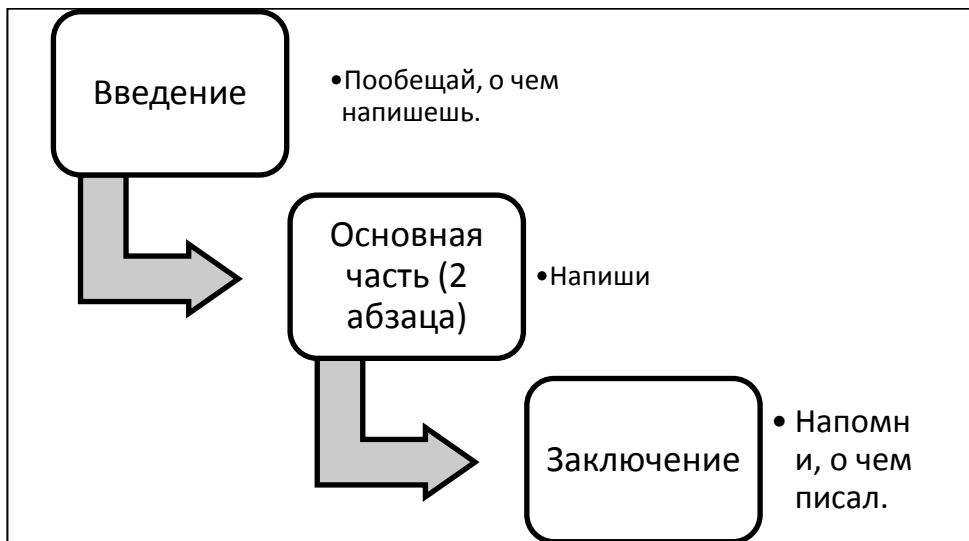 Введение
•Пообещай, о чем
напишешь.
Основная
часть (2
абзаца)
•Напиши
Заключение
• Напомн
и, о чем
писал.